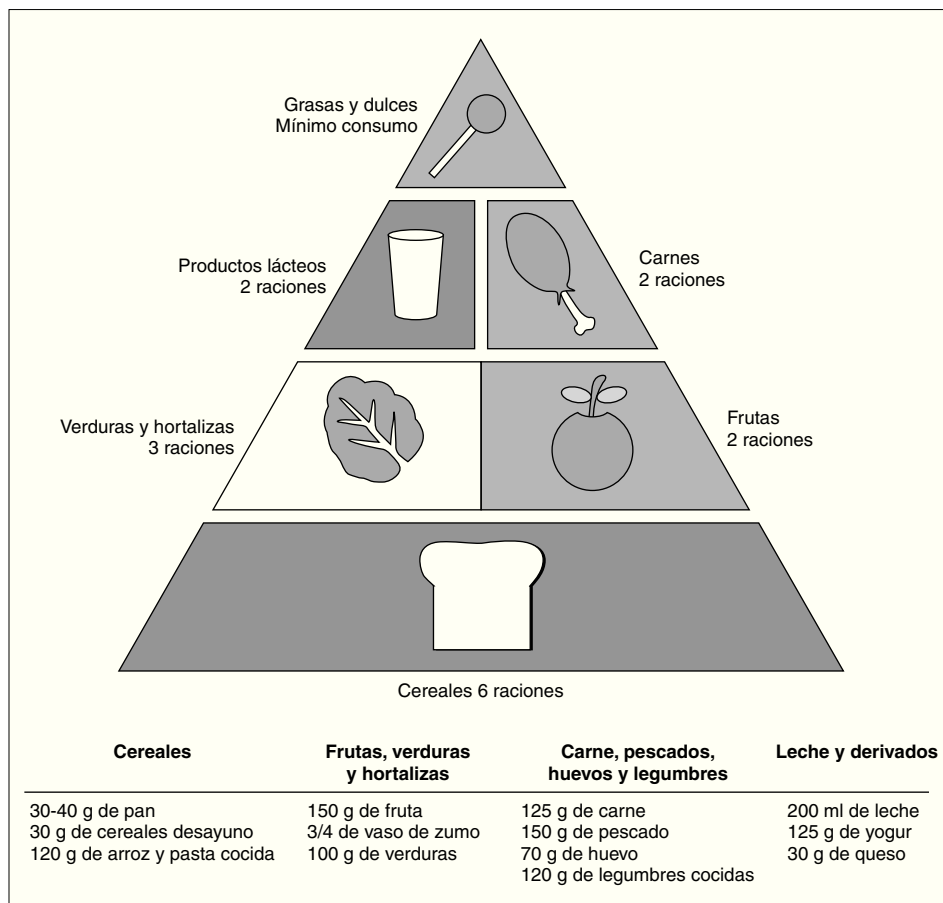 Grasas y dulces
Mínimo consumo
Productos lácteos
2 raciones
Carnes
2 raciones
Verduras y hortalizas
3 raciones
Frutas
2 raciones
Cereales 6 raciones
Cereales
Frutas, verduras
y hortalizas
Carne, pescados,
huevos y legumbres
Leche y derivados
30-40 g de pan
30 g de cereales desayuno
120 g de arroz y pasta cocida
150 g de fruta
3/4 de vaso de zumo
100 g de verduras
125 g de carne
150 g de pescado
70 g de huevo
120 g de legumbres cocidas
200 ml de leche
125 g de yogur
30 g de queso